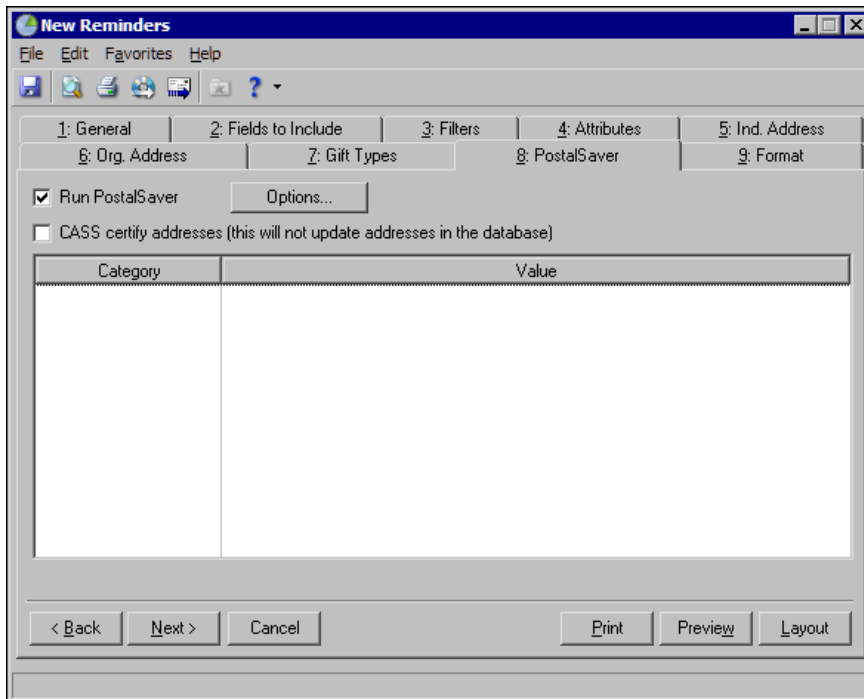 New Reminders
File Edit Favorites Help
1: General 2: Fields to Include 3: Filters 4: Attributes 5: Ind. Address
6: Org. Address 7: Gift Types 8: PostalSaver 9: Format
Run PostalSaver Options...
CASS certify addresses (this will not update addresses in the database)
Category Value
< Back Next > Cancel Print Preview Layout